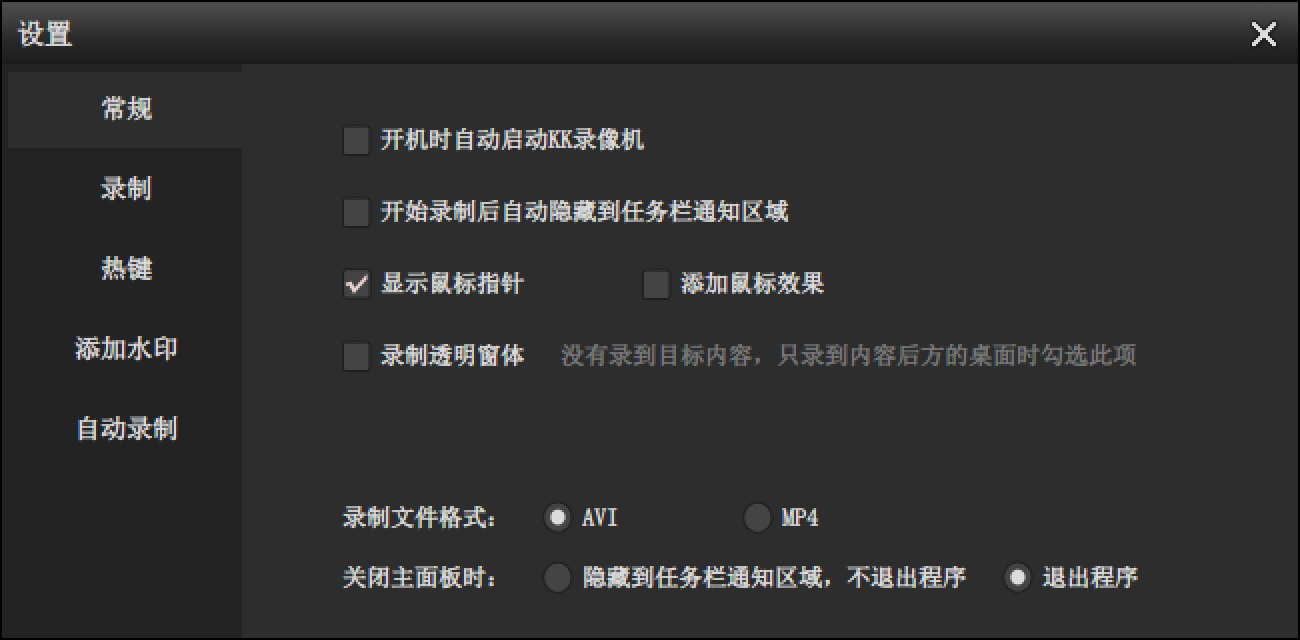 设置
常规
录制
热键
添加水印
自动录制
开机时自动启动KK录像机
开始录制后自动隐藏到任务栏通知区域
显示鼠标指针 添加鼠标效果
录制透明窗体 没有录到目标内容，只录到内容后方的桌面时勾选此项
录制文件格式： AVI MP4
关闭主面板时： 隐藏到任务栏通知区域，不退出程序 退出程序